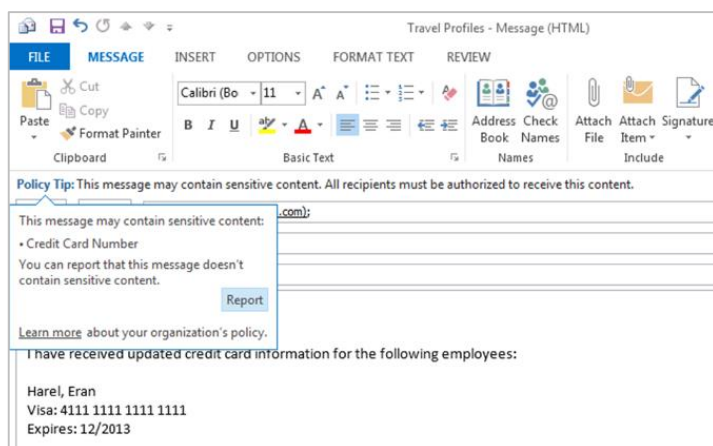 Travel Profiles - Message (HTML)
FILE MESSAGE INSERT OPTIONS FORMAT TEXT REVIEW
Paste
Cut
Copy
Format Painter
Clipboard
Calibri (Bo 11 A A
B I U A
Basic Text
Address Book
Check Names
Names
Attach File
Attach Item
Signature
Include
Policy Tip: This message may contain sensitive content. All recipients must be authorized to receive this content.
.com);
This message may contain sensitive content:
• Credit Card Number
You can report that this message doesn't
contain sensitive content.
Report
Learn more about your organization's policy.
I have received updated credit card information for the following employees:
Harel, Eran
Visa: 4111 1111 1111 1111
Expires: 12/2013